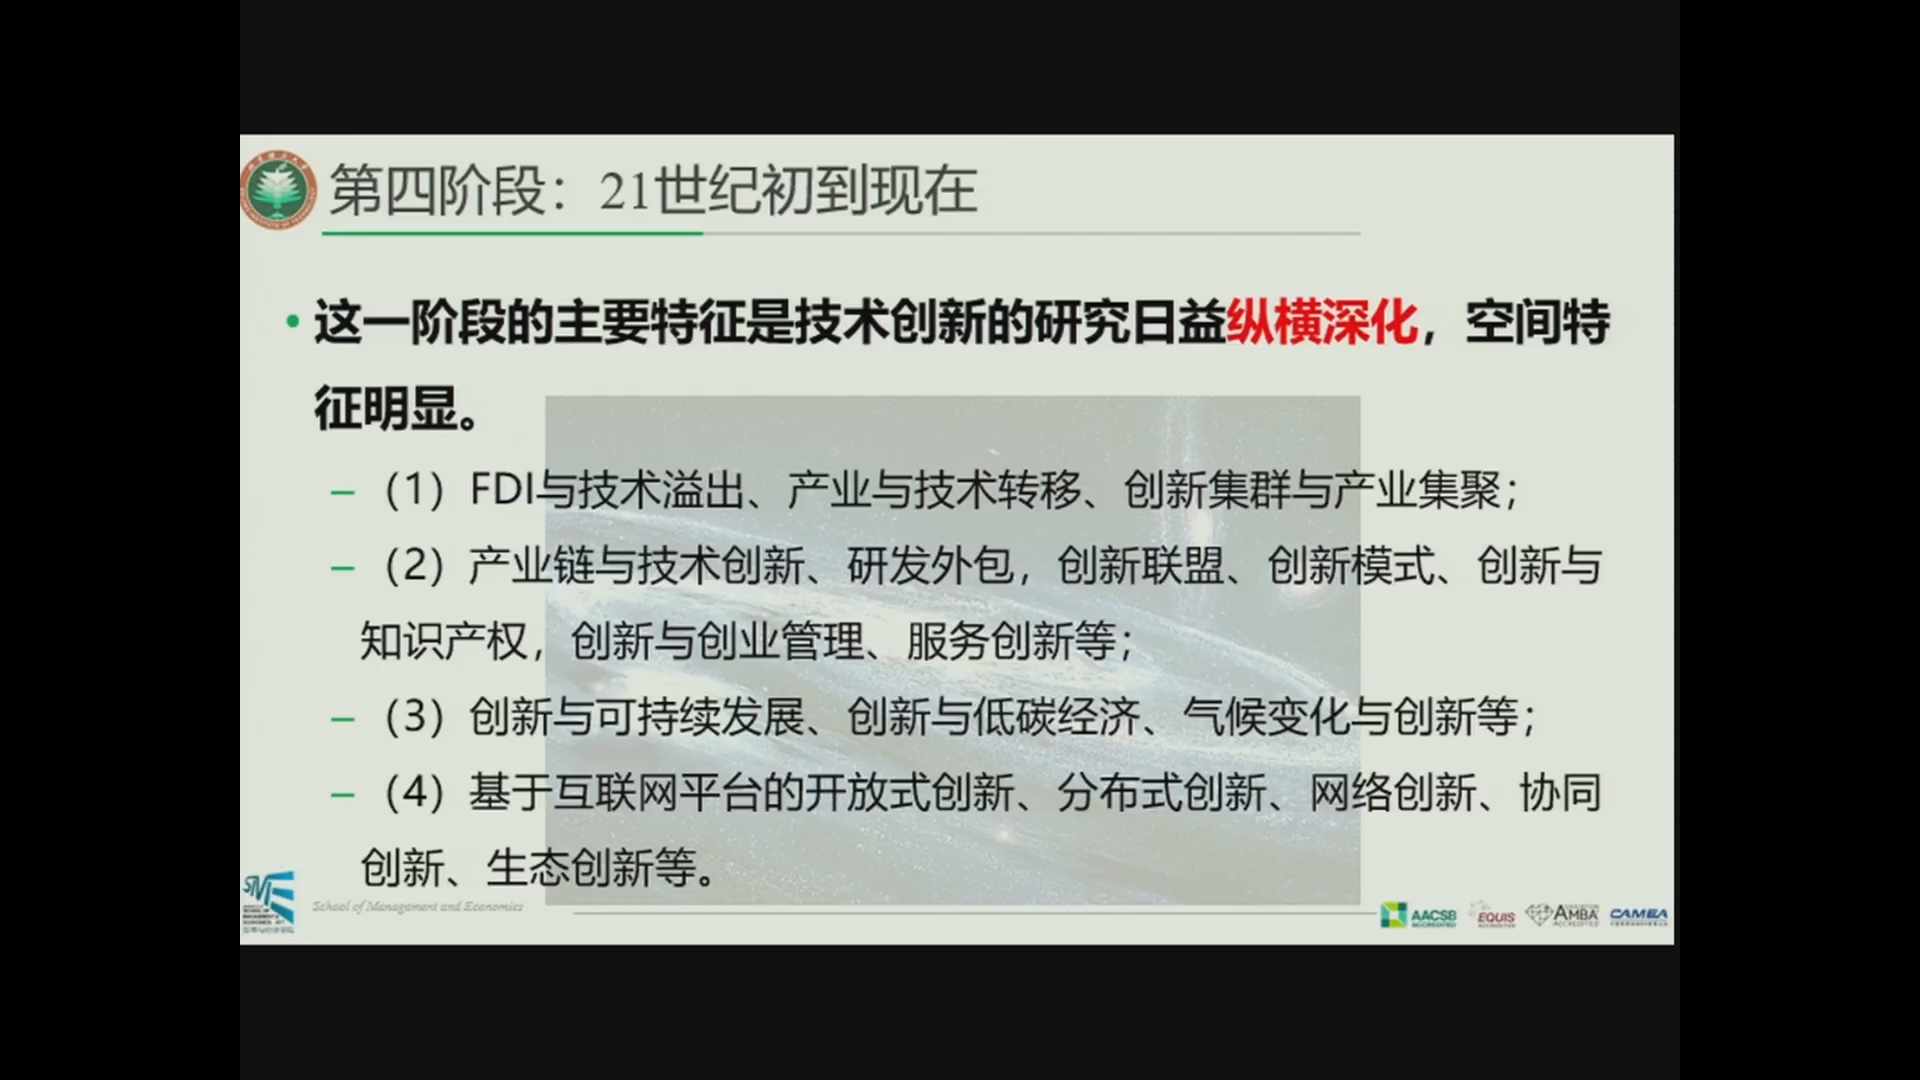 第四阶段：21世纪初到现在
• 这一阶段的主要特征是技术创新的研究日益纵横深化，空间特
征明显。
– （1）FDI与技术溢出、产业与技术转移、创新集群与产业集聚；
– （2）产业链与技术创新、研发外包，创新联盟、创新模式、创新与
知识产权，创新与创业管理、服务创新等；
– （3）创新与可持续发展、创新与低碳经济、气候变化与创新等；
– （4）基于互联网平台的开放式创新、分布式创新、网络创新、协同
创新、生态创新等。
School of Management and Economics
AACSB
ACCREDITED
EQUIS
ACCREDITED
AMBA
ACCREDITED
CAMEA